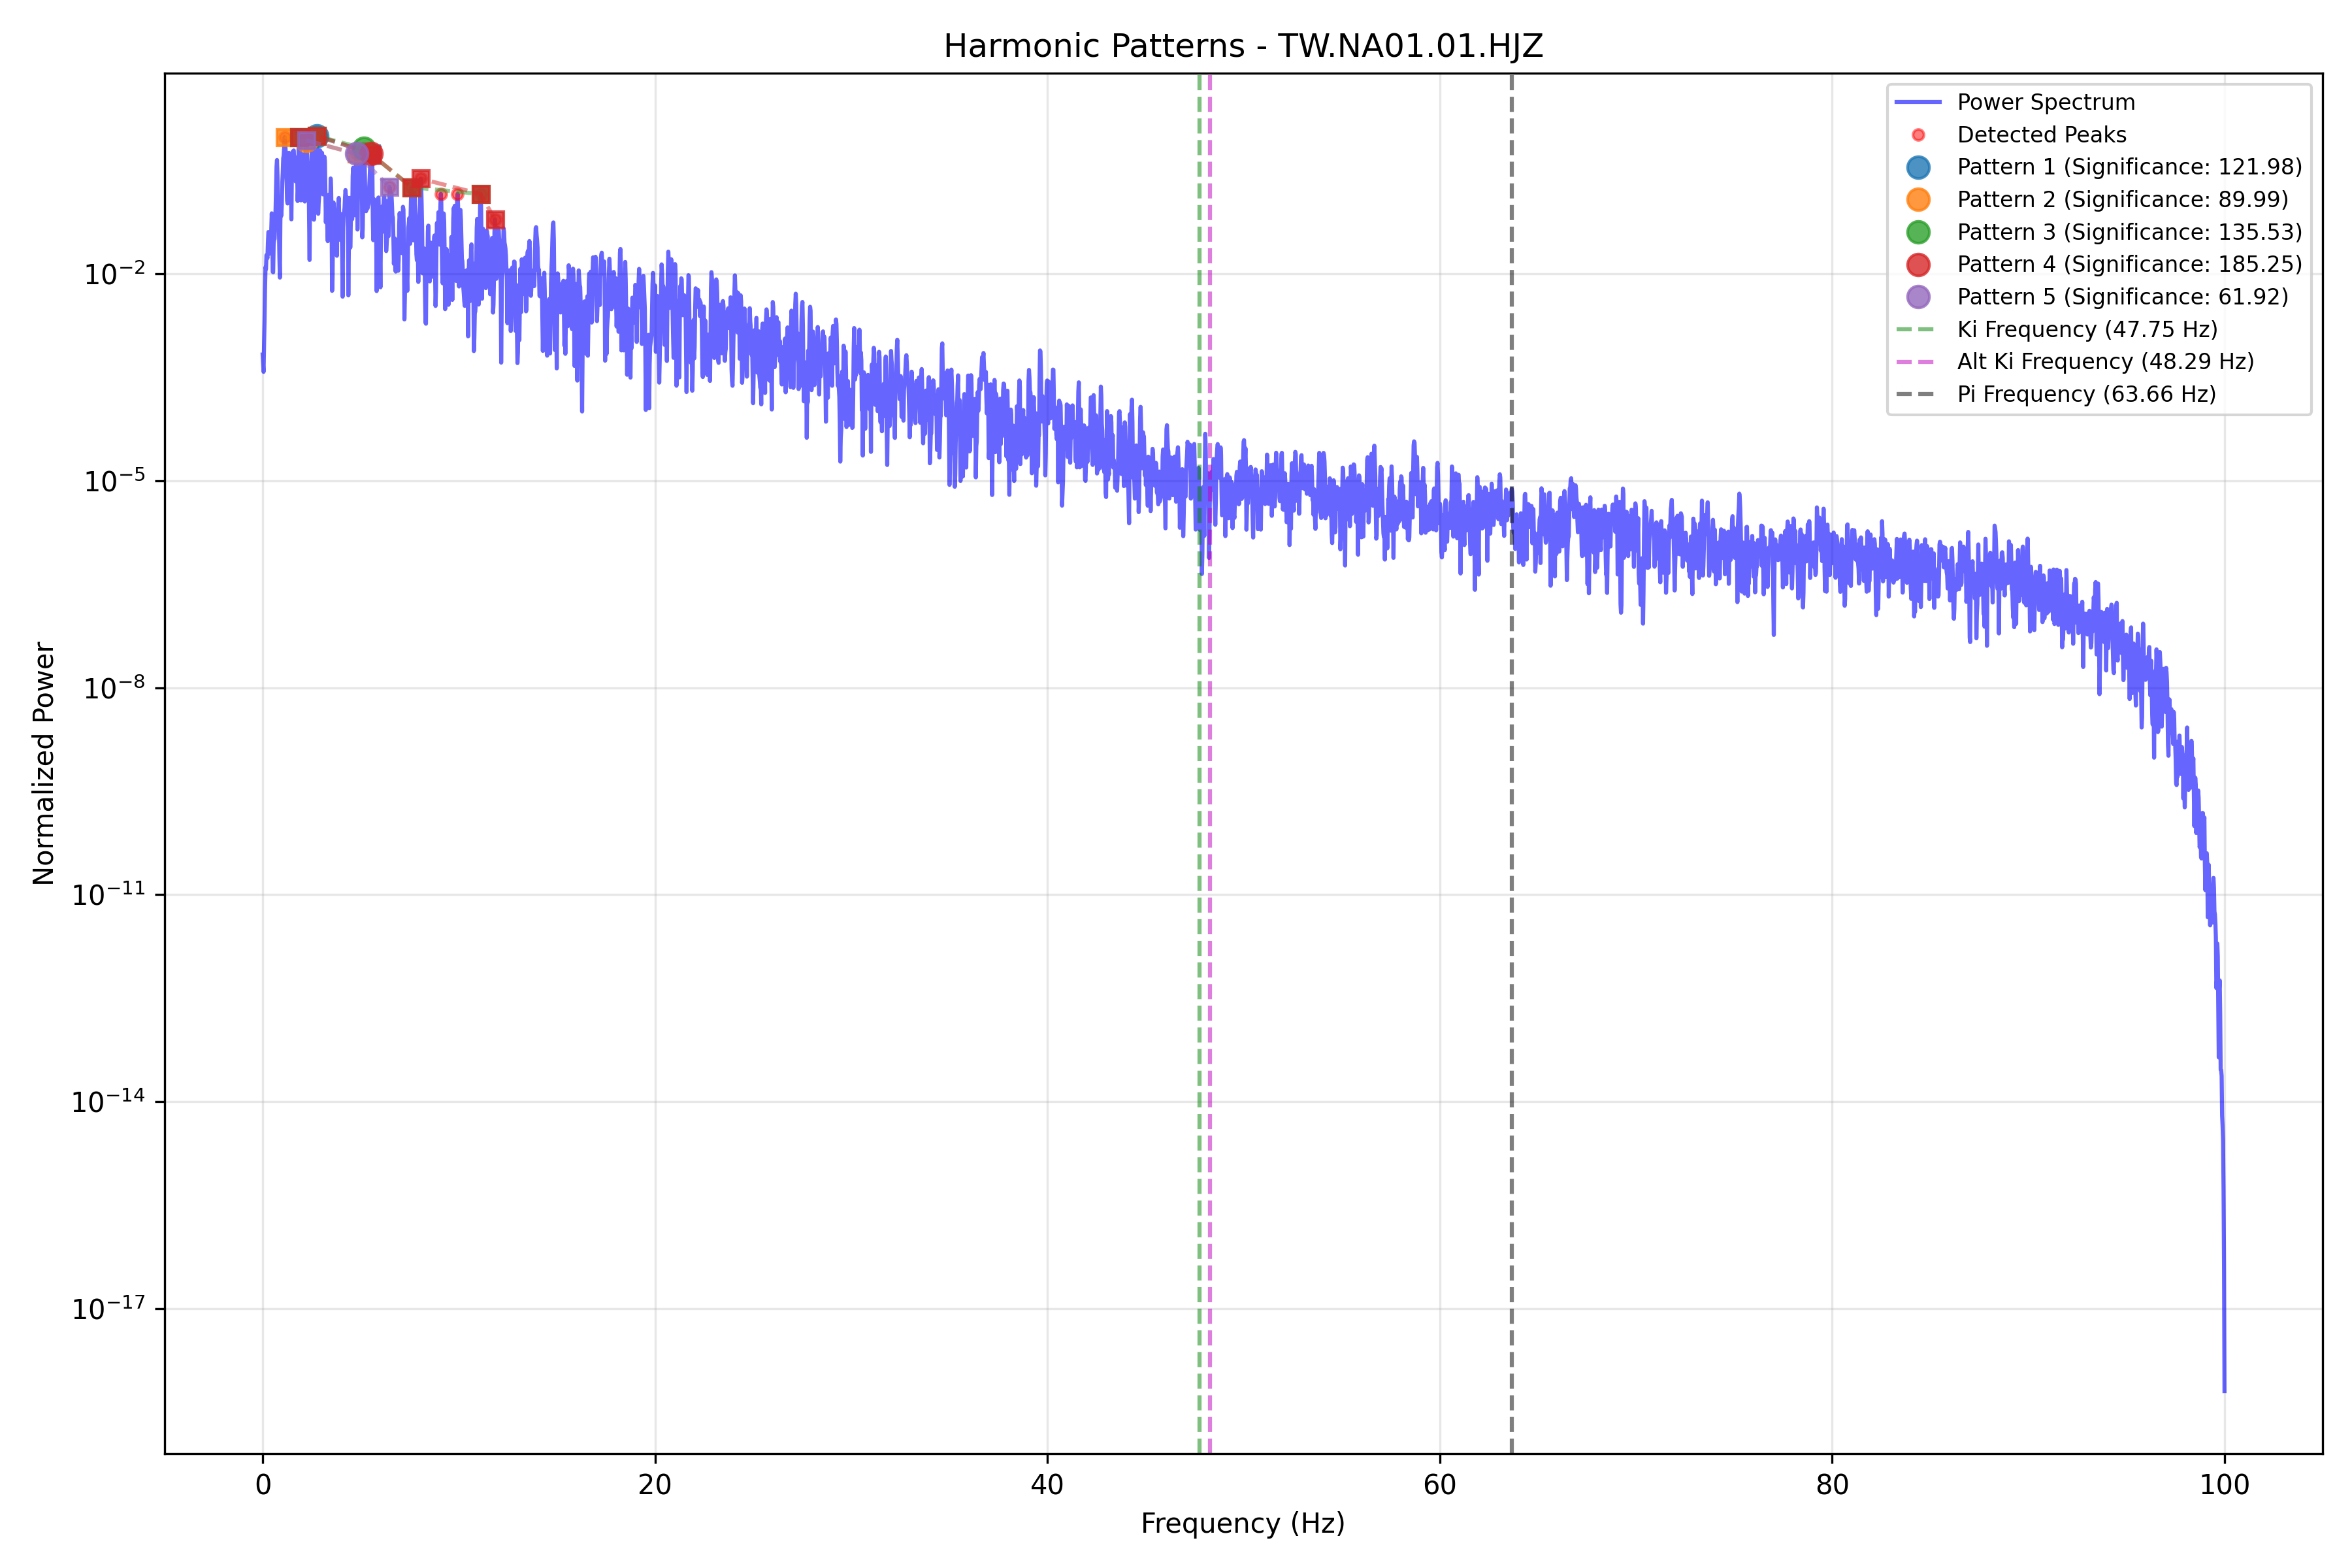 Harmonic Patterns - TW.NA01.01.HJZ
Power Spectrum
Detected Peaks
Pattern 1 (Significance: 121.98)
Pattern 2 (Significance: 89.99)
Pattern 3 (Significance: 135.53)
Pattern 4 (Significance: 185.25)
Pattern 5 (Significance: 61.92)
Ki Frequency (47.75 Hz)
Alt Ki Frequency (48.29 Hz)
Pi Frequency (63.66 Hz)
Normalized Power
10⁻²
10⁻⁵
10⁻⁸
10⁻¹¹
10⁻¹⁴
10⁻¹⁷
0 20 40 60 80 100
Frequency (Hz)